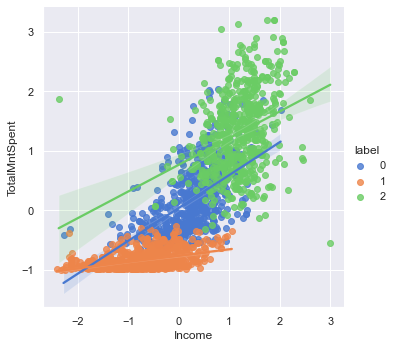 3
2
1
0
−1
TotalMntSpent
−2 −1 0 1 2 3
Income
label
0
1
2